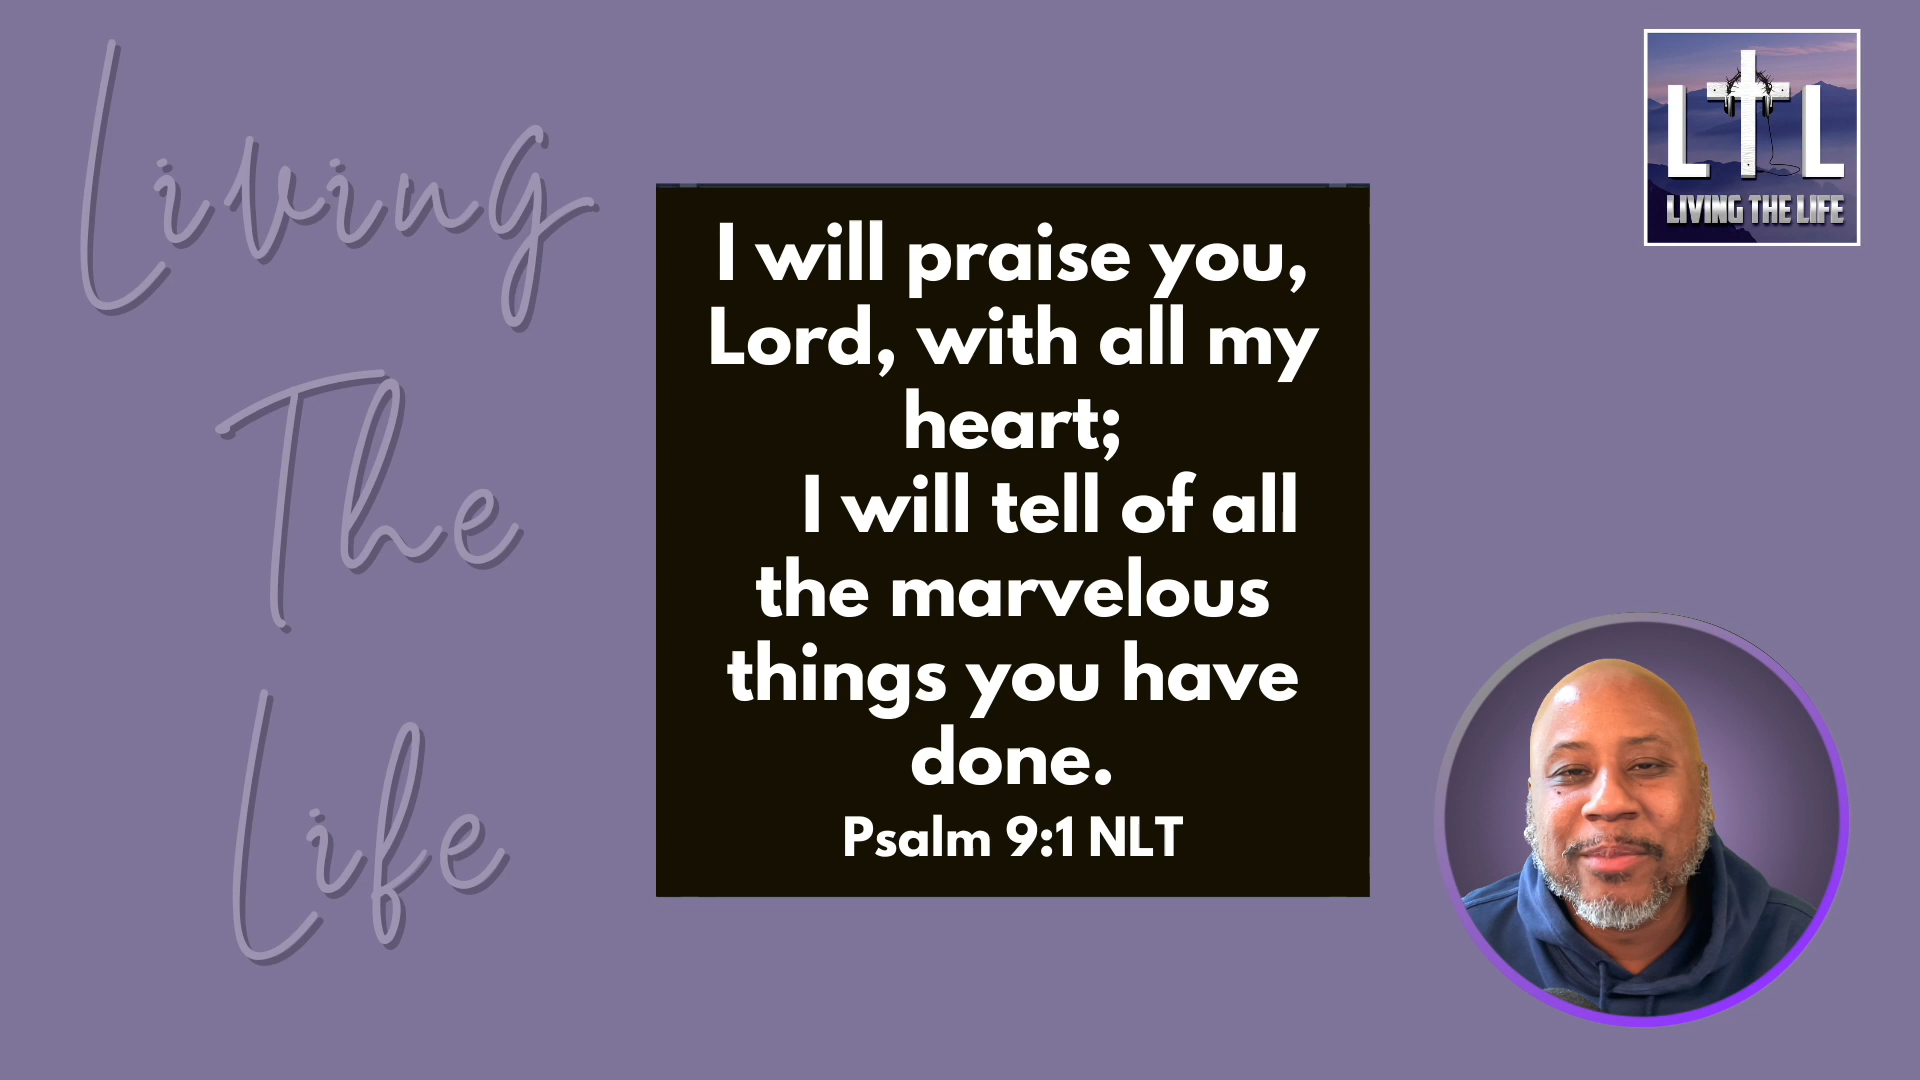 Living
The
Life
I will praise you,
Lord, with all my
heart;
I will tell of all
the marvelous
things you have
done.
Psalm 9:1 NLT
LTL
LIVING THE LIFE